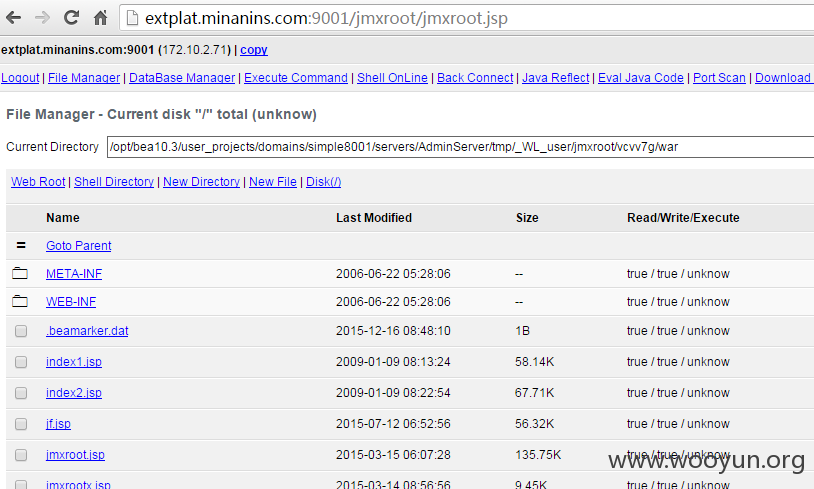 extplat.minanins.com:9001/jmxroot/jmxroot.jsp
extplat.minanins.com:9001 (172.10.2.71) | copy
Logout | File Manager | DataBase Manager | Execute Command | Shell OnLine | Back Connect | Java Reflect | Eval Java Code | Port Scan | Download
File Manager - Current disk "/" total (unknow)
Current Directory /opt/bea10.3/user_projects/domains/simple8001/servers/AdminServer/tmp/_WL_user/jmxroot/vcvv7g/war
Web Root | Shell Directory | New Directory | New File | Disk(/)
Name Last Modified Size Read/Write/Execute
= Goto Parent
META-INF 2006-06-22 05:28:06 -- true / true / unknow
WEB-INF 2006-06-22 05:28:06 -- true / true / unknow
.beamarker.dat 2015-12-16 08:48:10 1B true / true / unknow
index1.jsp 2009-01-09 08:13:24 58.14K true / true / unknow
index2.jsp 2009-01-09 08:22:54 67.71K true / true / unknow
jf.jsp 2015-07-12 06:52:56 56.32K true / true / unknow
jmxroot.jsp 2015-03-15 06:07:28 135.75K true / true / unknow
www.wooyun.org
jmxrootx.jsp 2015-03-14 08:56:56 9.45K true / true / unknow